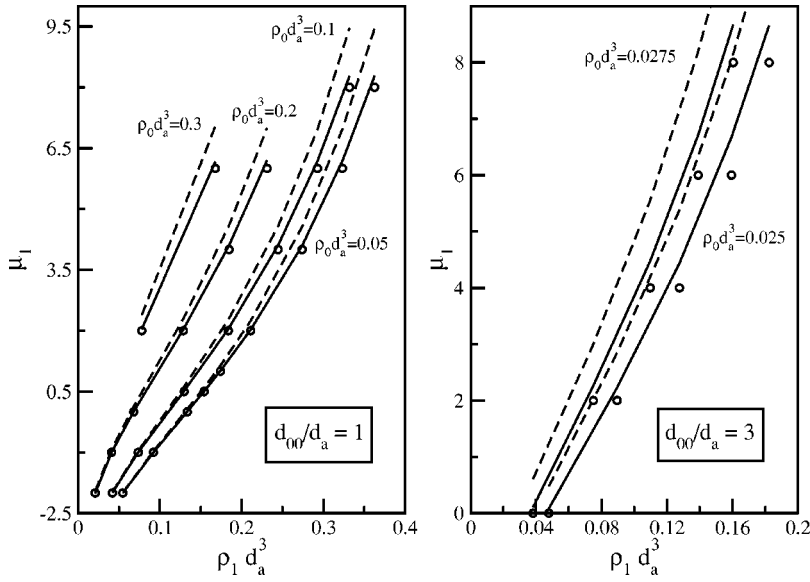 9.5
6.5
3.5
0.5
-2.5
μ₁
0
0.1
0.2
0.3
0.4
ρ₁ dₐ³
ρ₀dₐ³=0.3
ρ₀dₐ³=0.2
ρ₀dₐ³=0.1
ρ₀dₐ³=0.05
d₀₀/dₐ = 1
8
6
4
2
0
μ₁
0
0.04
0.08
0.12
0.16
0.2
ρ₁ dₐ³
ρ₀dₐ³=0.0275
ρ₀dₐ³=0.025
d₀₀/dₐ = 3